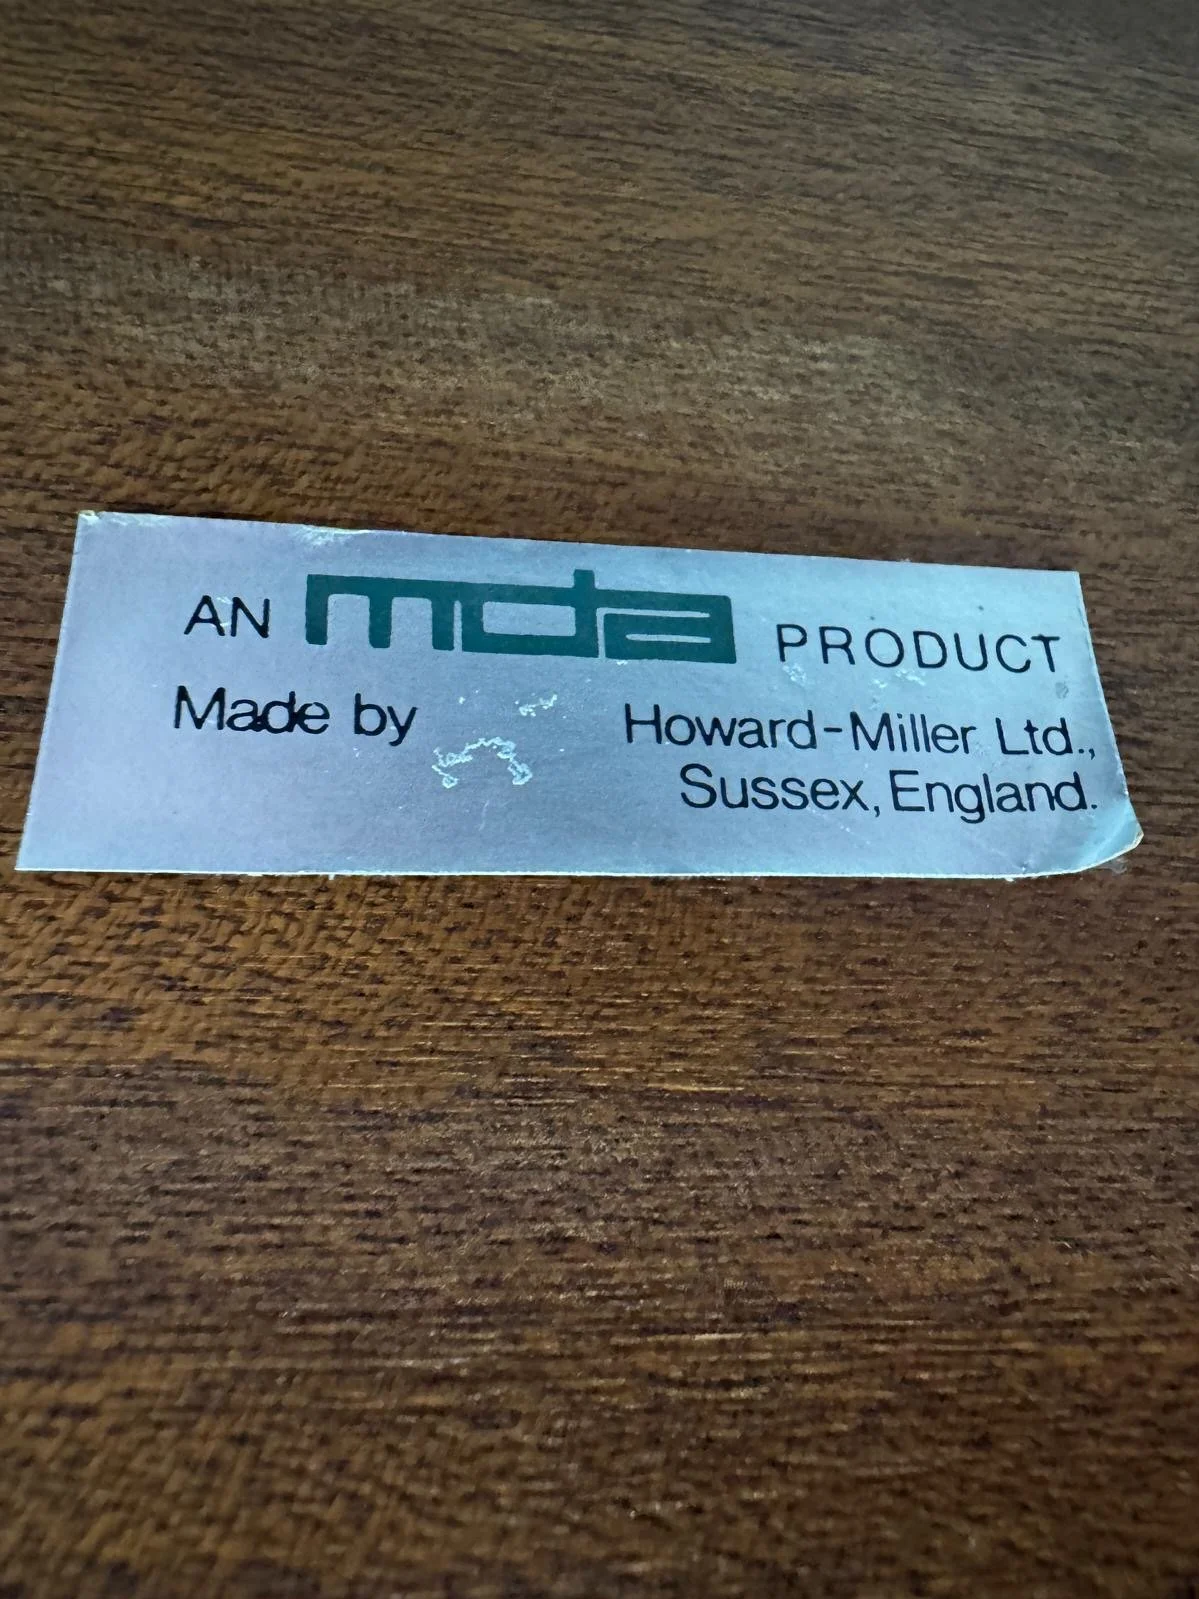 AN mda PRODUCT
Made by Howard-Miller Ltd.,
Sussex, England.